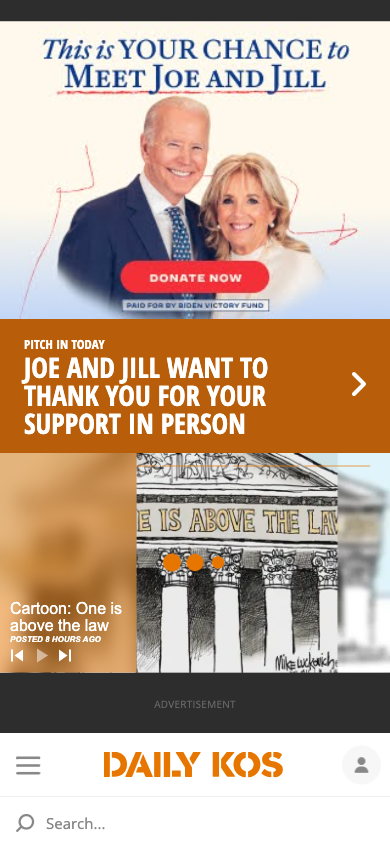 This is YOUR CHANCE to
MEET JOE AND JILL
DONATE NOW
PAID FOR BY BIDEN VICTORY FUND
PITCH IN TODAY
JOE AND JILL WANT TO
THANK YOU FOR YOUR
SUPPORT IN PERSON
E IS ABOVE THE LAW
Cartoon: One is
above the law
POSTED 8 HOURS AGO
Mike Luckovich
ADVERTISEMENT
DAILY KOS
Search...